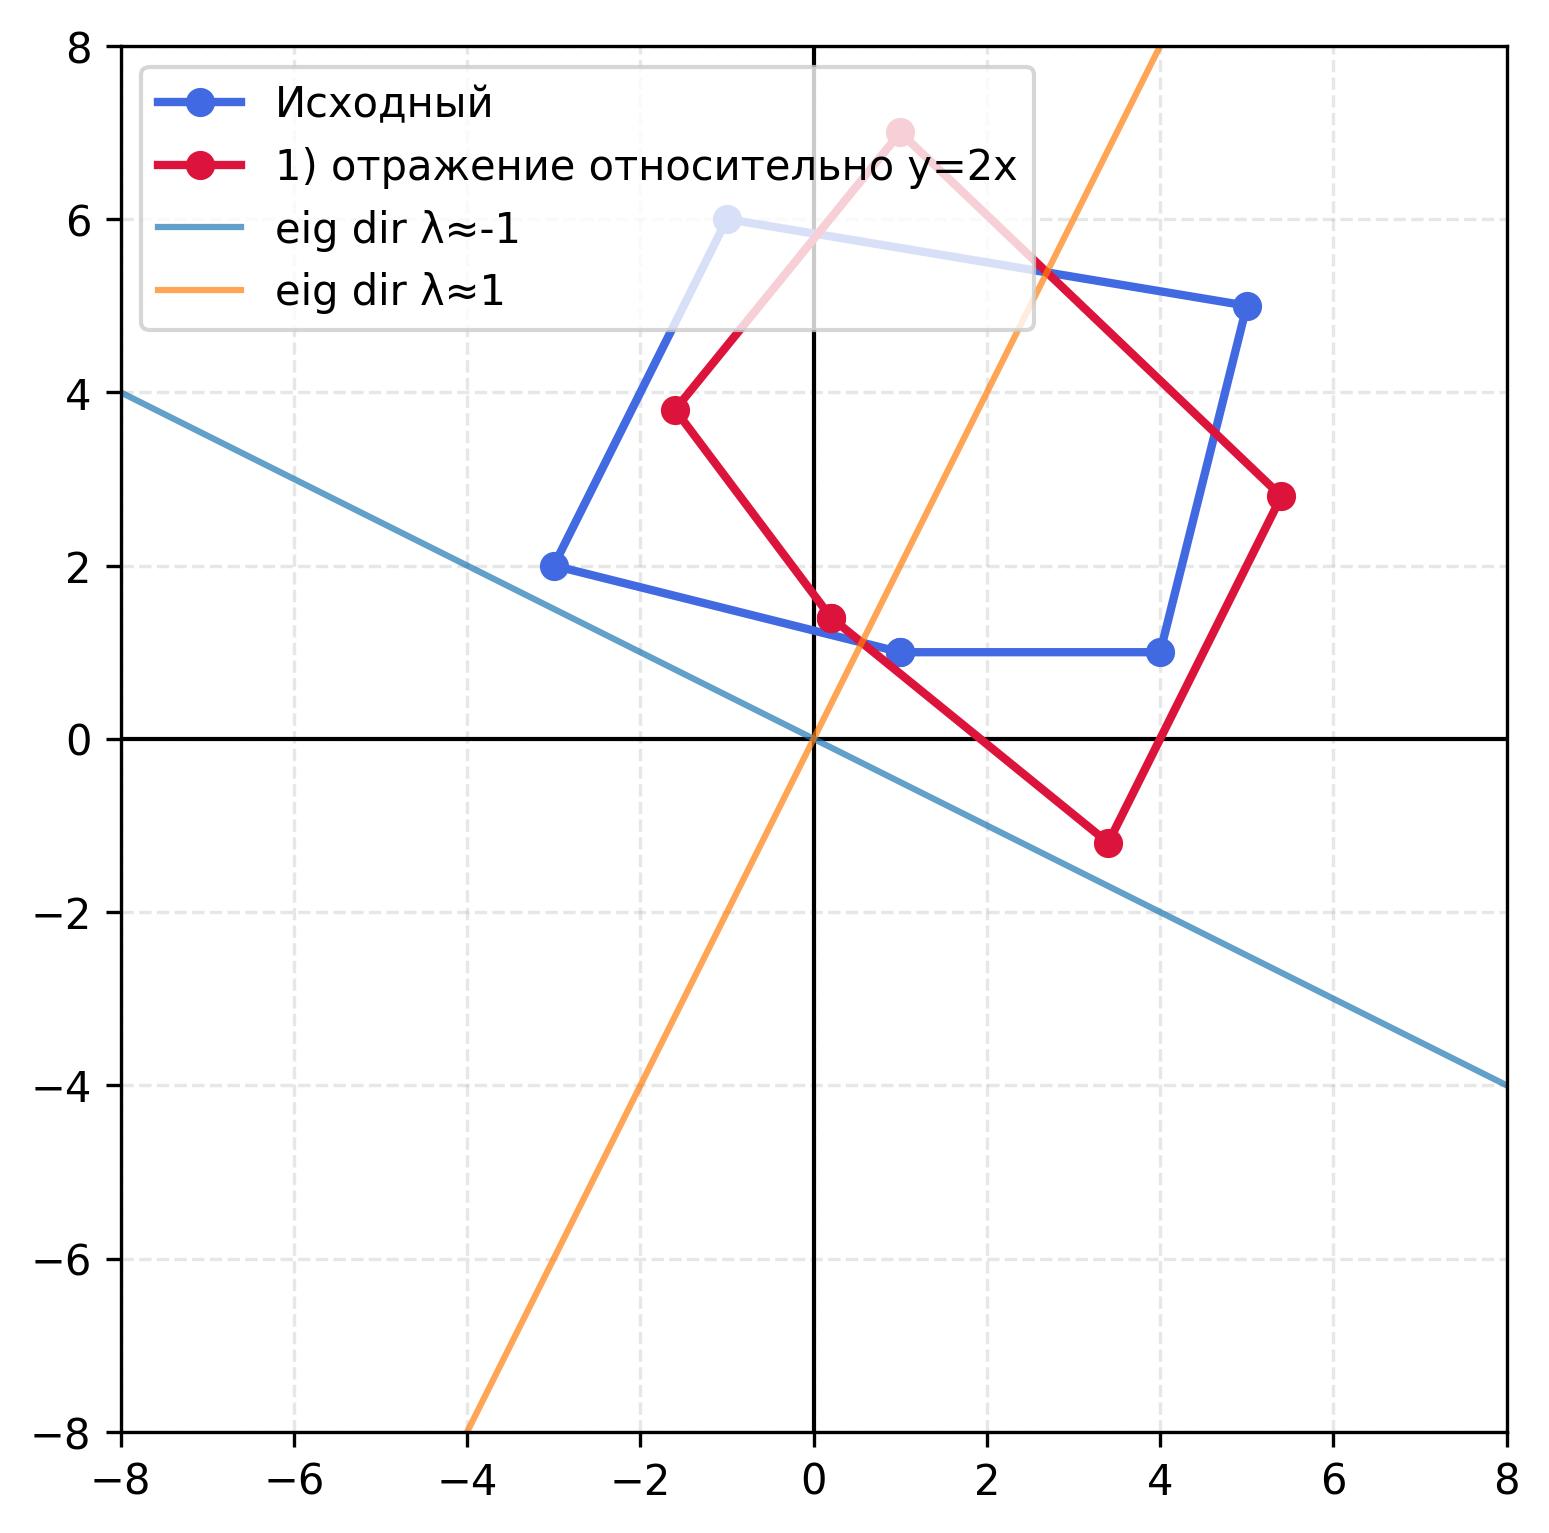 8
6
4
2
0
−2
−4
−6
−8
−8 −6 −4 −2 0 2 4 6 8
Исходный
1) отражение относительно y=2x
eig dir λ≈-1
eig dir λ≈1